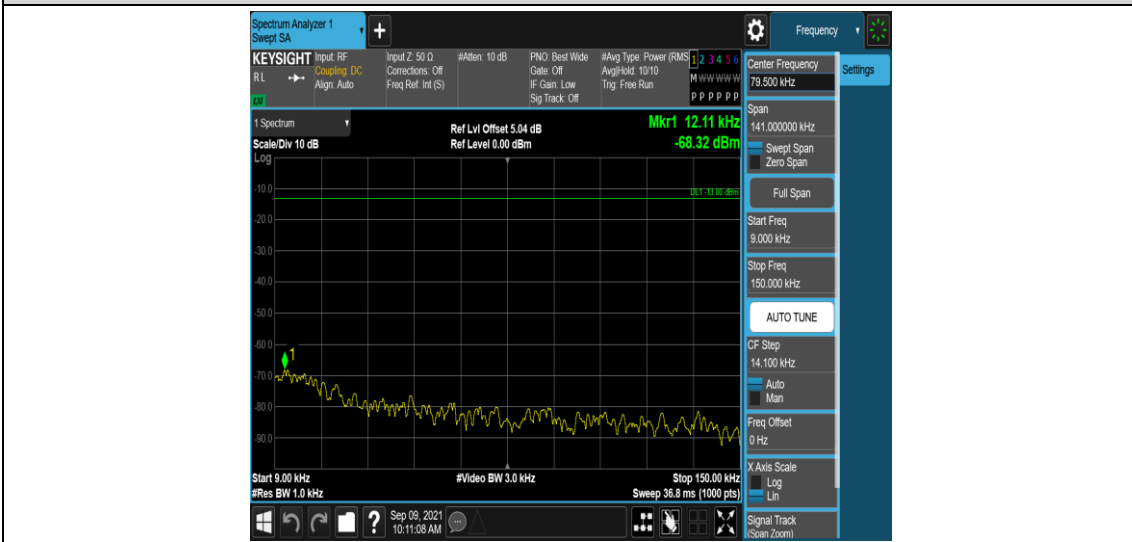 Spectrum Analyzer 1
Swept SA
+
Frequency
KEYSIGHT Input: RF Input Z: 50 Ω #Atten: 10 dB PNO: Best Wide #Avg Type: Power (RMS 1 2 3 4 5 6
RL Coupling: DC Corrections: Off Gate: Off Avg|Hold: 10/10 M W W W W W
Align: Auto Freq Ref: Int (S) IF Gain: Low Trig: Free Run
Sig Track: Off P P P P P P
LXI
1 Spectrum
Ref Lvl Offset 5.04 dB Mkr1 12.11 kHz
Scale/Div 10 dB Ref Level 0.00 dBm -68.32 dBm
Log
-10.0
DL1 -13.00 dBm
-20.0
-30.0
-40.0
-50.0
-60.0
1
-70.0
-80.0
-90.0
Start 9.00 kHz #Video BW 3.0 kHz Stop 150.00 kHz
#Res BW 1.0 kHz Sweep 36.8 ms (1000 pts)
?
Sep 09, 2021
10:11:08 AM
Center Frequency
79.500 kHz
Settings
Span
141.000000 kHz
Swept Span
Zero Span
Full Span
Start Freq
9.000 kHz
Stop Freq
150.000 kHz
AUTO TUNE
CF Step
14.100 kHz
Auto
Man
Freq Offset
0 Hz
X Axis Scale
Log
Lin
Signal Track
(Span Zoom)